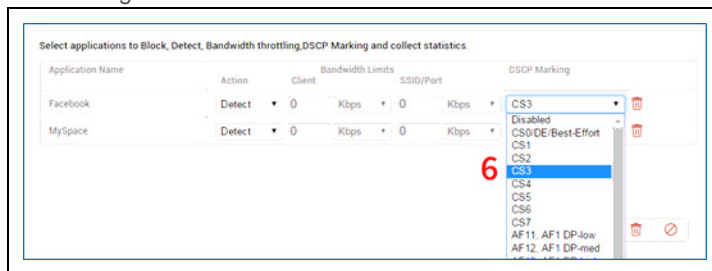 Select applications to Block, Detect, Bandwidth throttling,DSCP Marking and collect statistics.
Application Name Bandwidth Limits DSCP Marking
Action Client SSID/Port
Facebook Detect 0 Kbps 0 Kbps CS3
MySpace Detect 0 Kbps 0 Kbps
Disabled
CS0/DE/Best-Effort
CS1
CS2
6 CS3
CS4
CS5
CS6
CS7
AF11, AF1 DP-low
AF12, AF1 DP-med